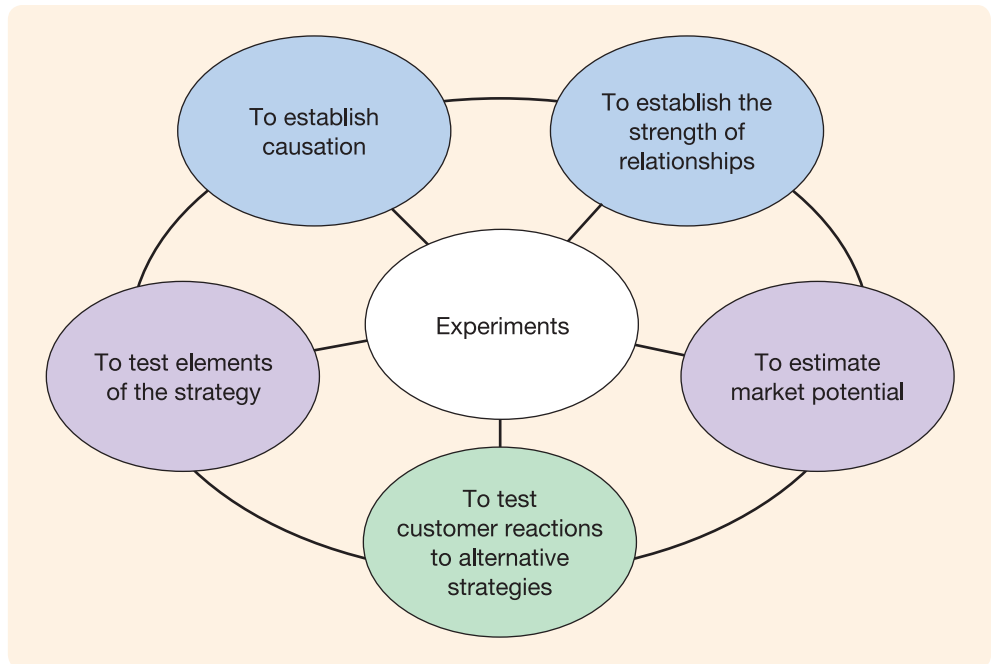 To establish
causation
To establish the
strength of
relationships
Experiments
To test elements
of the strategy
To estimate
market potential
To test
customer reactions
to alternative
strategies